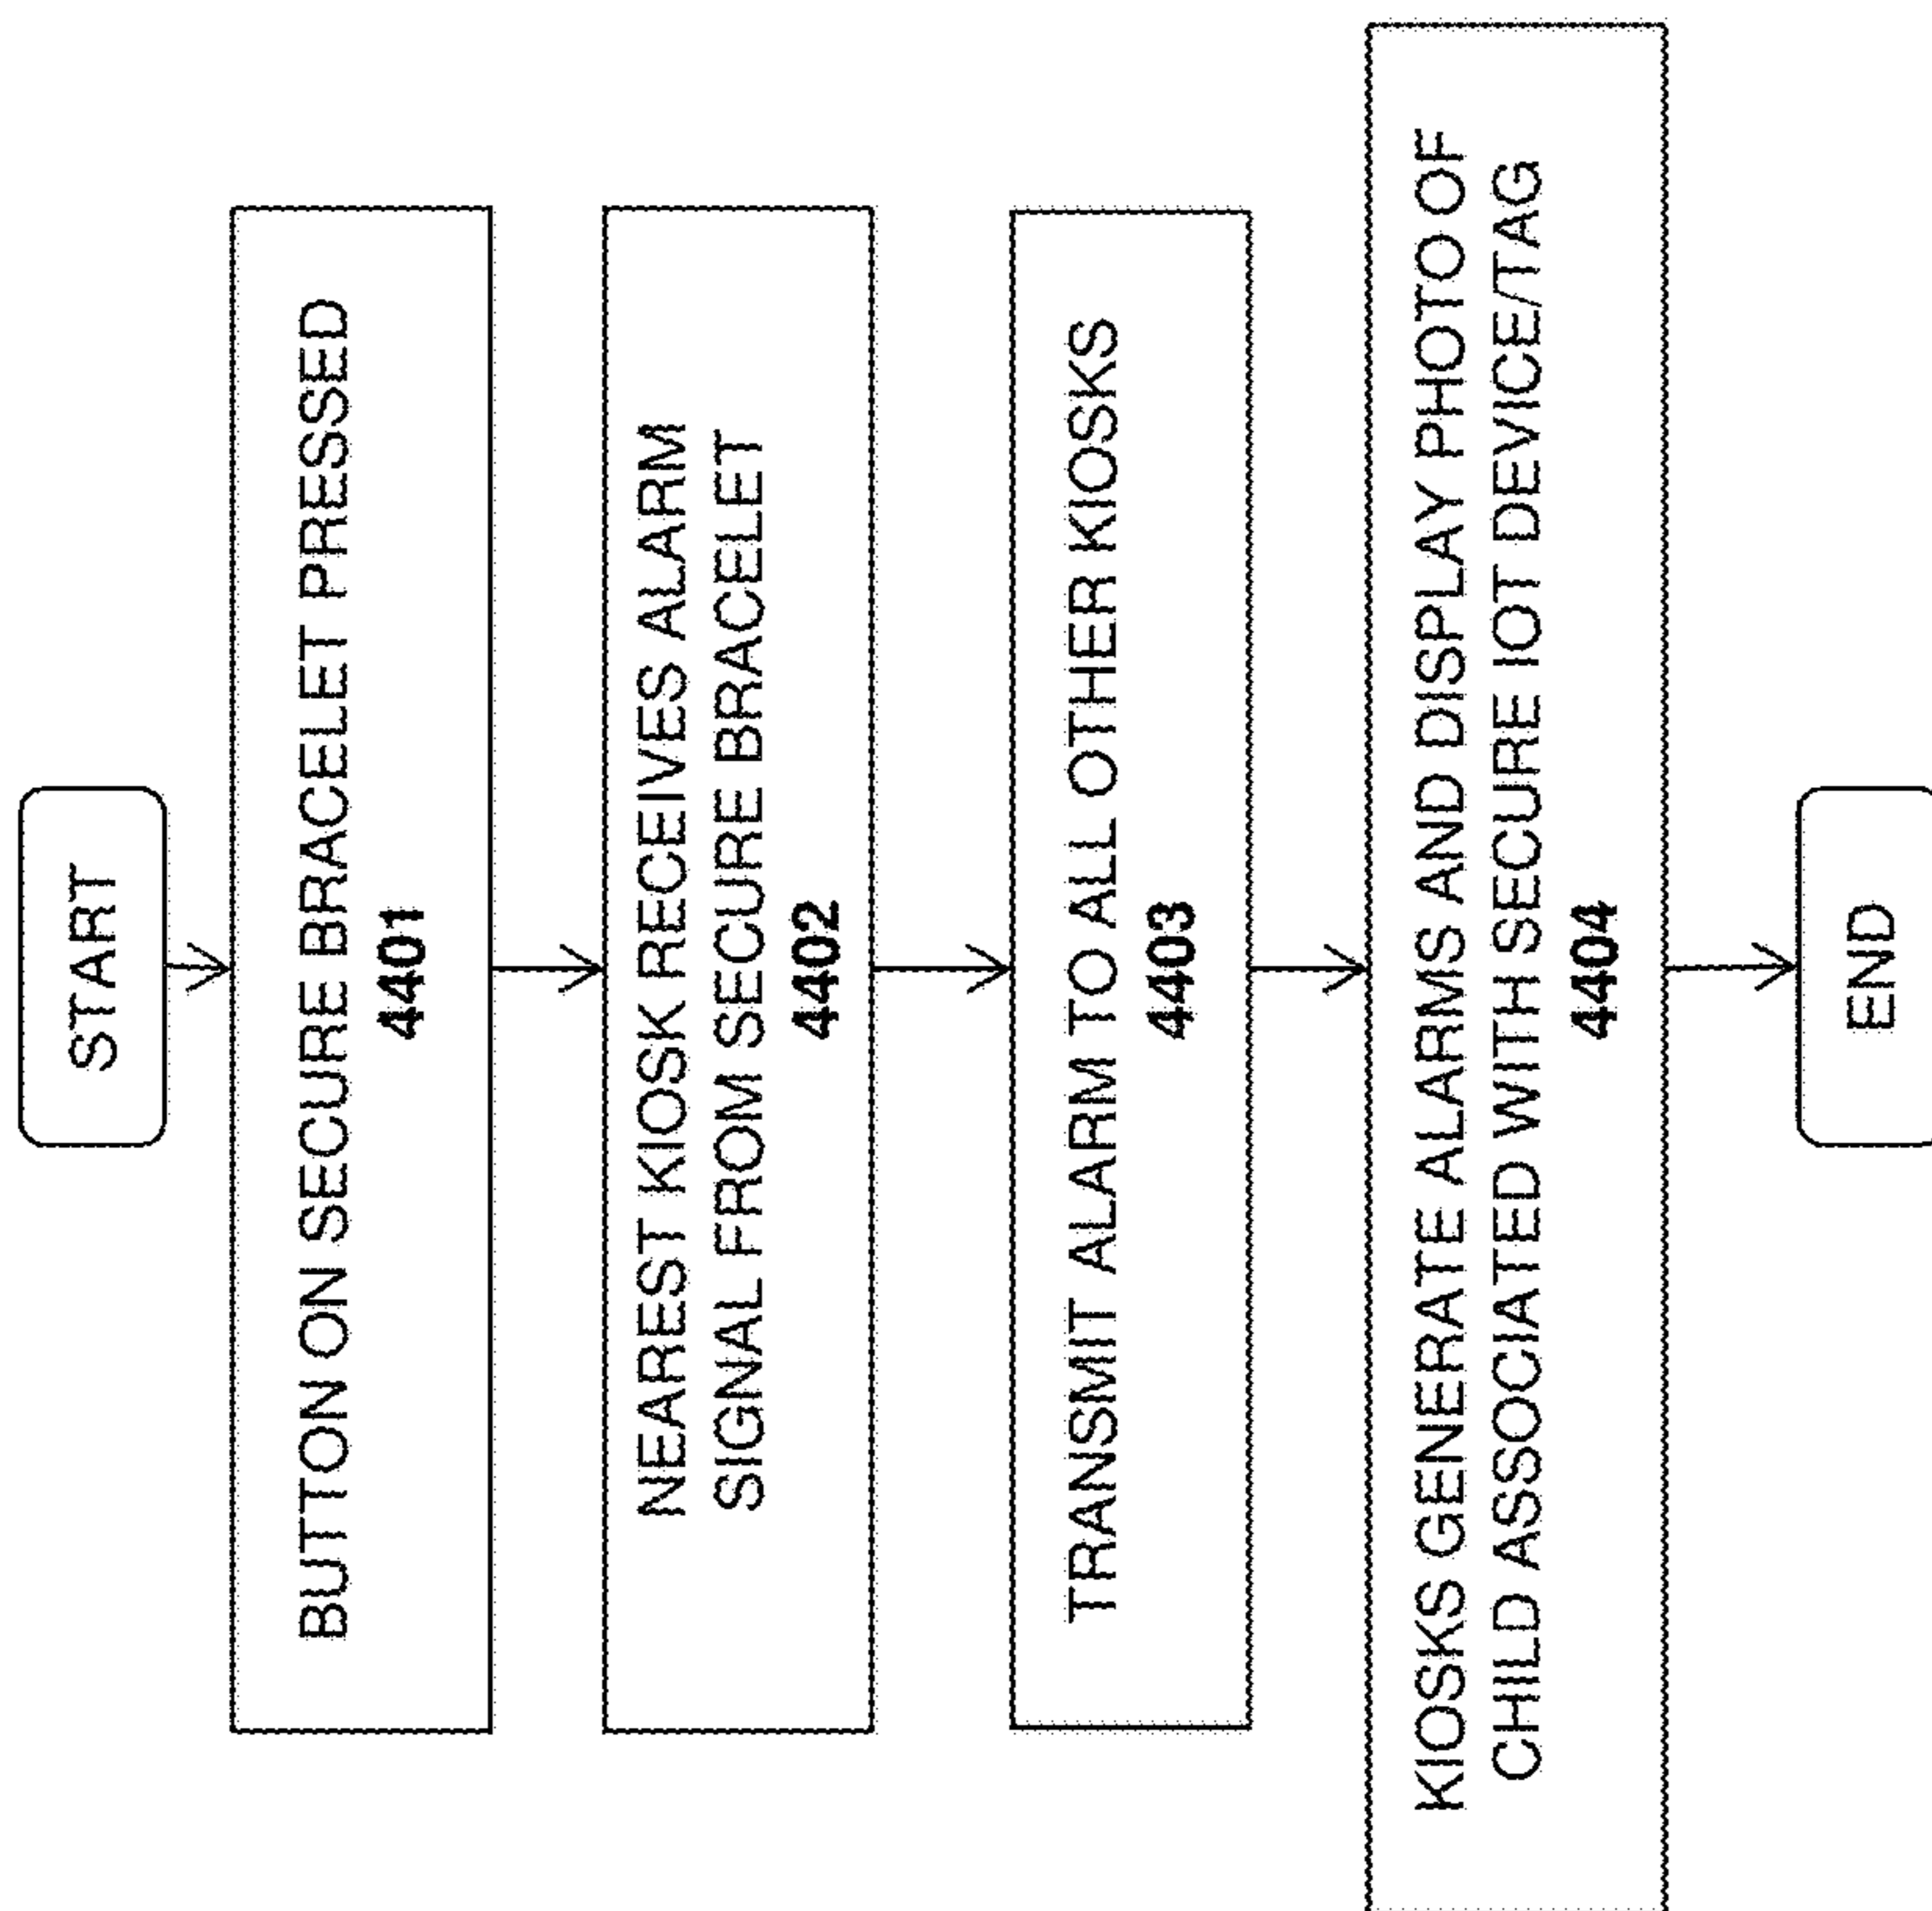 START
BUTTON ON SECURE BRACELET PRESSED
4401
NEAREST KIOSK RECEIVES ALARM
SIGNAL FROM SECURE BRACELET
4402
TRANSMIT ALARM TO ALL OTHER KIOSKS
4403
KIOSKS GENERATE ALARMS AND DISPLAY PHOTO OF
CHILD ASSOCIATED WITH SECURE IOT DEVICE/TAG
4404
END